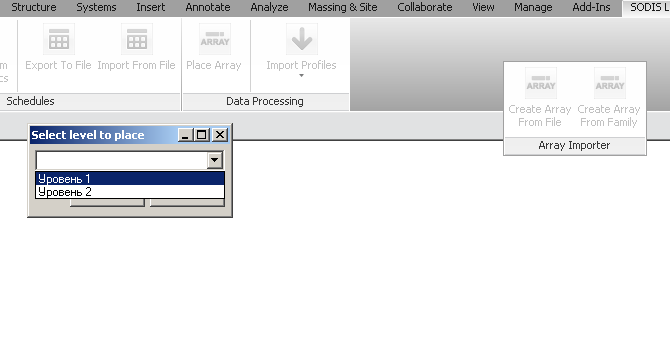 Structure Systems Insert Annotate Analyze Massing & Site Collaborate View Manage Add-Ins SODIS L
Export To File Import From File Place Array Import Profiles
Schedules Data Processing
ARRAY ARRAY ARRAY
Create Array From File Create Array From Family
Array Importer
Select level to place
Уровень 1
Уровень 2